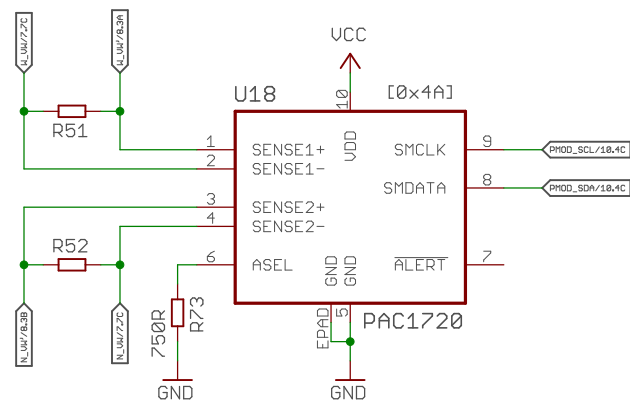 W_VW/7.7C
W_VW'/8.3A
VCC
U18
[0x4A]
10
R51
1
SENSE1+
VDD
SMCLK
9
PMOD_SCL/10.4C
2
SENSE1-
SMDATA
8
PMOD_SDA/10.4C
3
SENSE2+
4
SENSE2-
R52
6
ASEL
GND
GND
ALERT
7
N_VW'/8.3B
N_VW/7.7C
750R
R73
EPAD
5
PAC1720
GND
GND